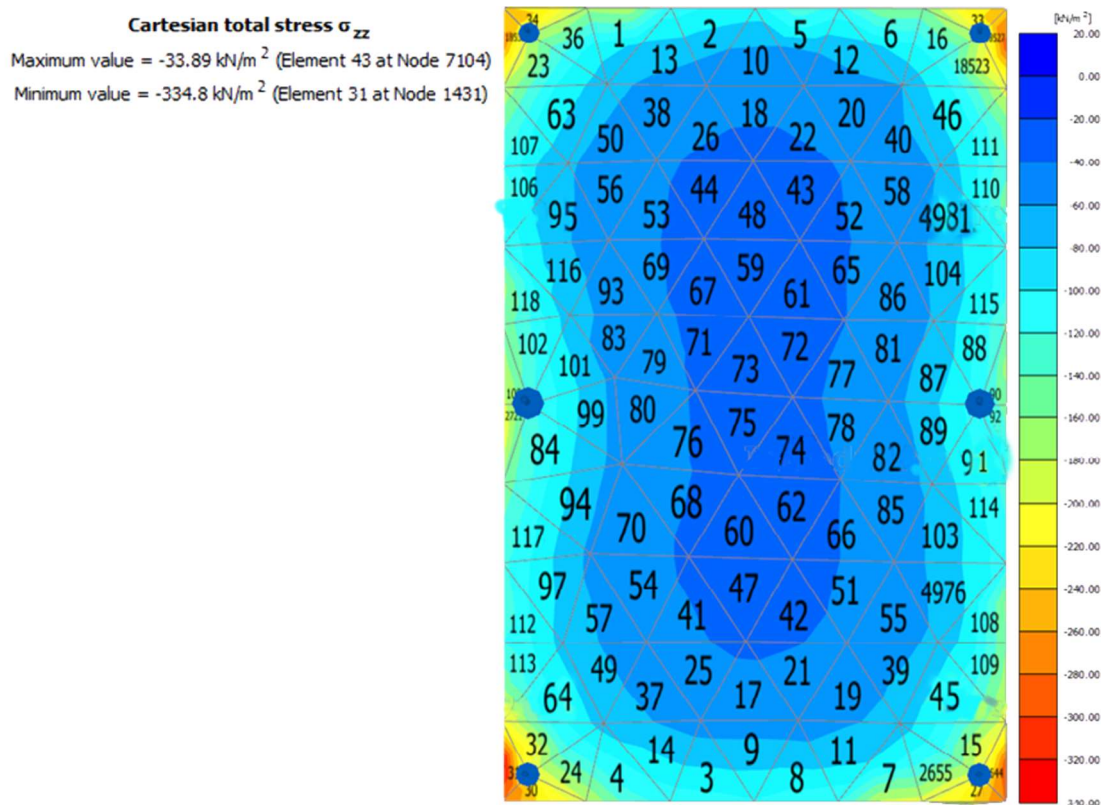 Cartesian total stress σzz
Maximum value = -33.89 kN/m² (Element 43 at Node 7104)
Minimum value = -334.8 kN/m² (Element 31 at Node 1431)
[kN/m²]
34 36 1 2 5 6 16 33
23 13 10 12 18523
63 38 18 20 46
107 50 26 22 40 111
106 56 44 43 58 110
95 53 48 52 4981
116 69 59 65 104
118 93 67 61 86 115
102 83 71 72 81 88
101 79 73 77 87
90
99 80 75 78 89 92
84 76 74 82 91
94 68 62 85 114
117 70 60 66 103
97 54 47 51 4976
112 57 41 42 55 108
113 49 25 21 39 109
64 37 17 19 45
32 14 9 11 15
24 4 3 8 7 2655
30 27
20.00
0.00
-20.00
-40.00
-60.00
-80.00
-100.00
-120.00
-140.00
-160.00
-180.00
-200.00
-220.00
-240.00
-260.00
-280.00
-300.00
-320.00
-340.00